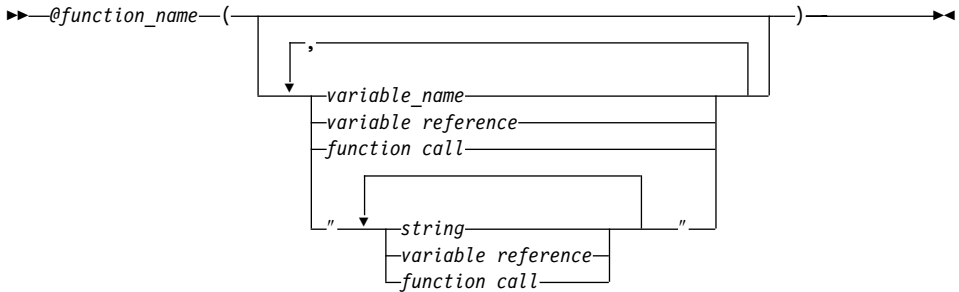 @function_name ( )
,
variable_name
variable reference
function call
" string "
variable reference
function call